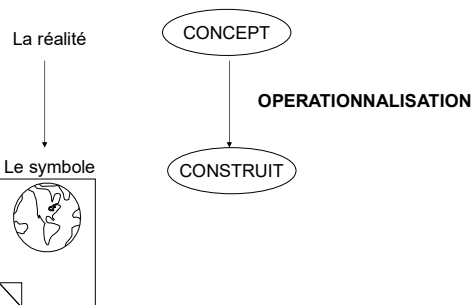 La réalité
CONCEPT
OPERATIONNALISATION
Le symbole
CONSTRUIT